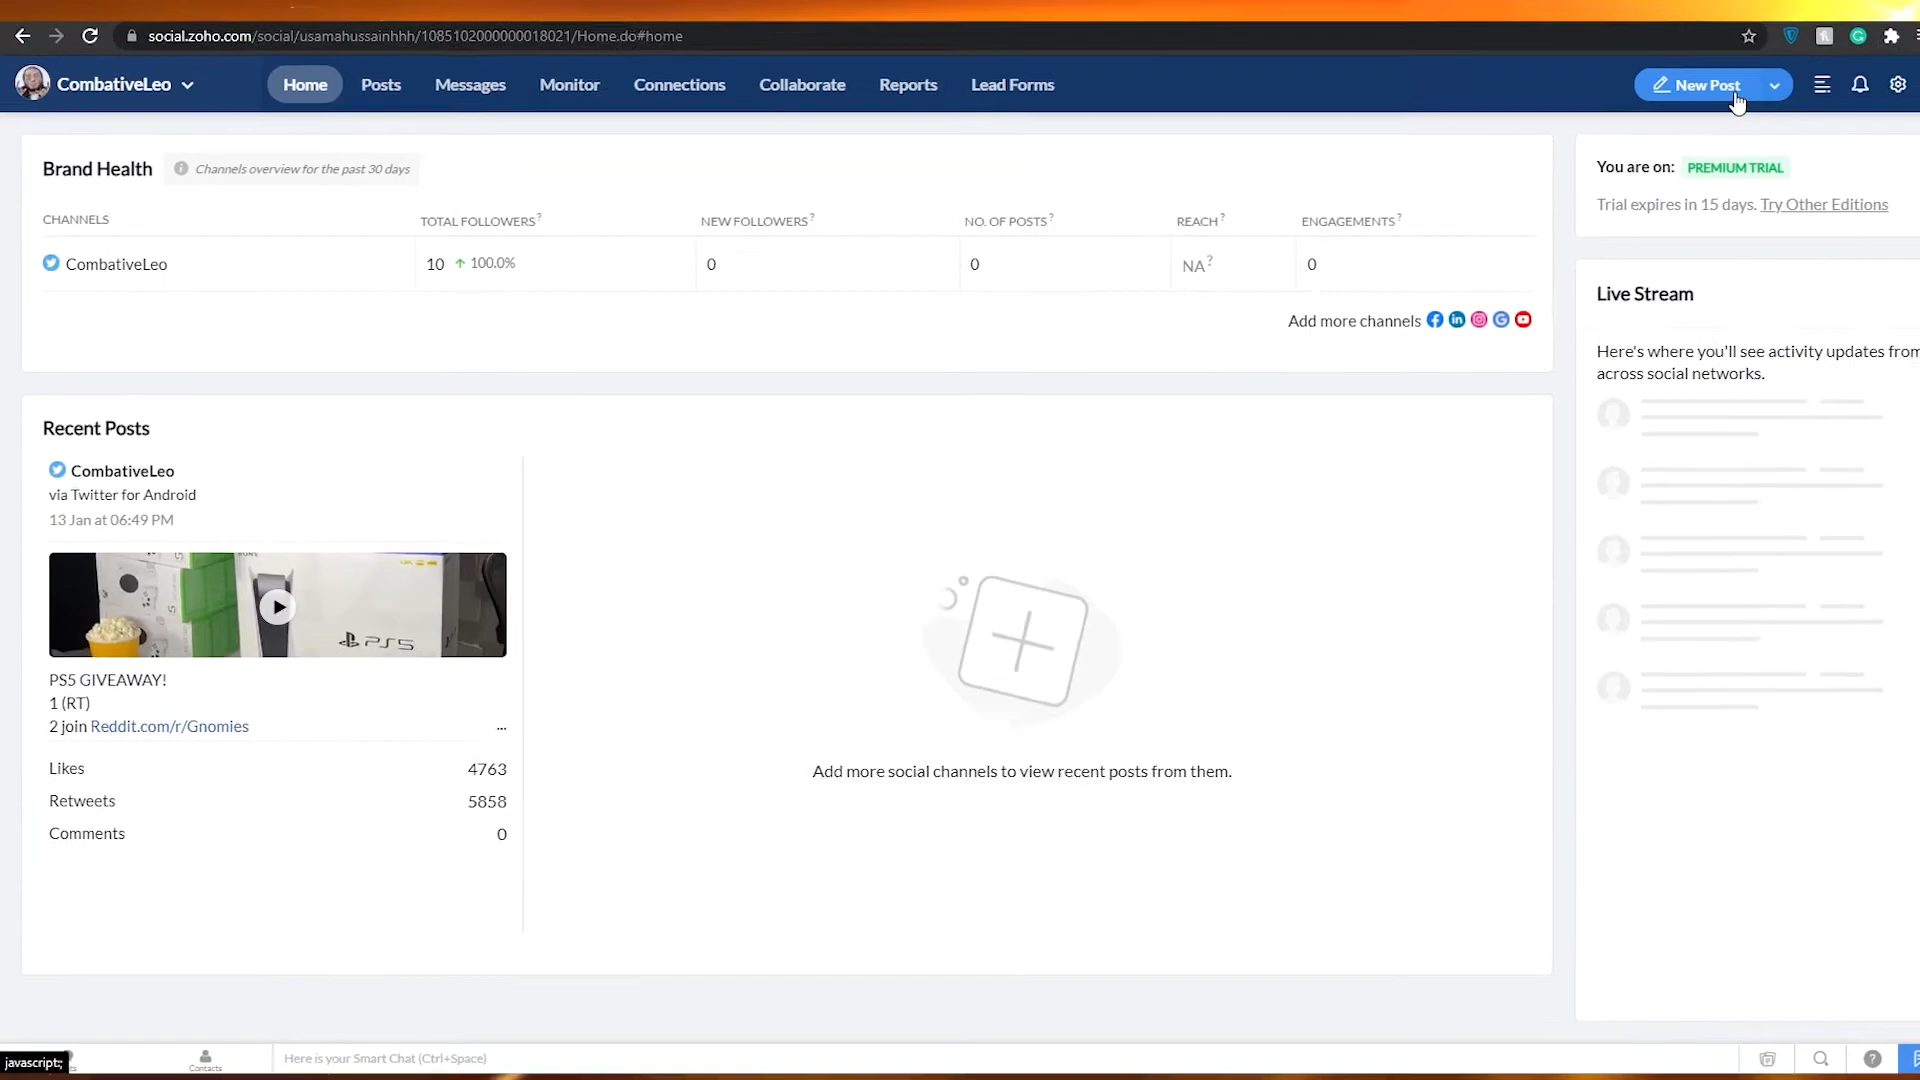 social.zoho.com/social/usamahussainhhh/1085102000000018021/Home.do#home
CombativeLeo
Home
Posts
Messages
Monitor
Connections
Collaborate
Reports
Lead Forms
New Post
Brand Health
Channels overview for the past 30 days
CHANNELS
TOTAL FOLLOWERS?
NEW FOLLOWERS?
NO. OF POSTS?
REACH?
ENGAGEMENTS?
CombativeLeo
10
100.0%
0
0
NA?
0
Add more channels
You are on: PREMIUM TRIAL
Trial expires in 15 days. Try Other Editions
Live Stream
Here's where you'll see activity updates from
across social networks.
Recent Posts
CombativeLeo
via Twitter for Android
13 Jan at 06:49 PM
PS5
PS5 GIVEAWAY!
1 (RT)
2 join Reddit.com/r/Gnomies
...
Likes 4763
Retweets 5858
Comments 0
Add more social channels to view recent posts from them.
javascript:;
Contacts
Here is your Smart Chat (Ctrl+Space)